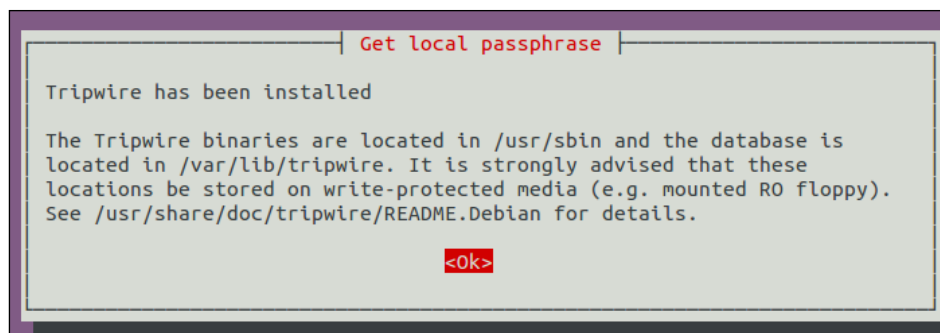 Get local passphrase
Tripwire has been installed
The Tripwire binaries are located in /usr/sbin and the database is
located in /var/lib/tripwire. It is strongly advised that these
locations be stored on write-protected media (e.g. mounted RO floppy).
See /usr/share/doc/tripwire/README.Debian for details.
<Ok>